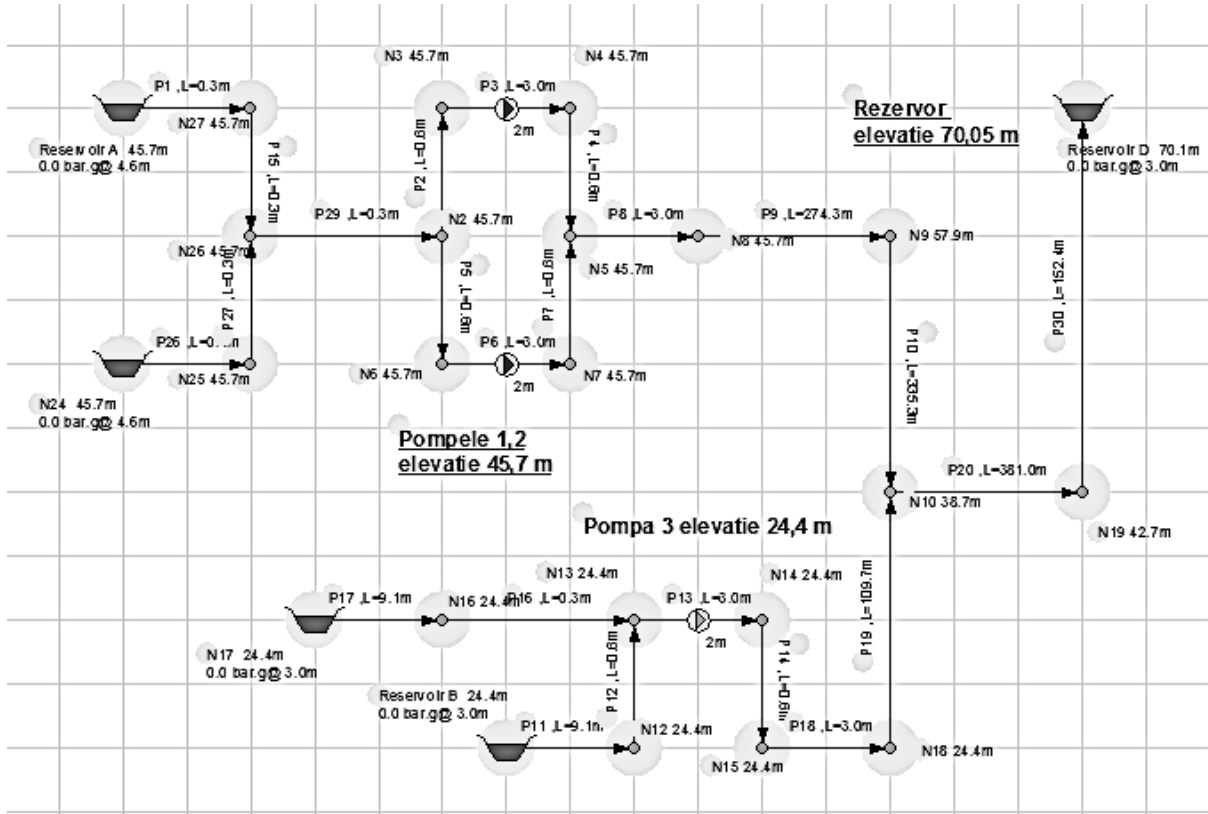 N3 45.7m
N4 45.7m
P1 ,L=0.3m
P3 ,L=3.0m
2m
N27 45.7m
Rezervor
elevatie 70,05 m
Reservoir A 45.7m
0.0 bar.g@ 4.6m
P15, L=0.3m
P2, L=0.6m
P4, L=0.6m
Reservoir D 70.1m
0.0 bar.g@ 3.0m
P29 ,L=0.3m
N2 45.7m
P8 ,L=3.0m
P9 ,L=274.3m
N26 45.7m
N8 45.7m
N9 57.9m
N5 45.7m
P27, L=0.3m
P5, L=0.6m
P7, L=0.6m
P30, L=152.4m
P26 ,L=0....m
P6 ,L=3.0m
2m
N25 45.7m
N6 45.7m
N7 45.7m
P10, L=335.3m
N24 45.7m
0.0 bar.g@ 4.6m
Pompele 1,2
elevatie 45,7 m
P20 ,L=381.0m
N10 38.7m
Pompa 3 elevatie 24,4 m
N19 42.7m
N13 24.4m
N14 24.4m
P17 ,L=9.1m
N16 24.4m
P16 ,L=0.3m
P13 ,L=3.0m
2m
P19, L=109.7m
N17 24.4m
0.0 bar.g@ 3.0m
P12, L=0.6m
P14, L=0.6m
Reservoir B 24.4m
0.0 bar.g@ 3.0m
P11 ,L=9.1m
N12 24.4m
P18 ,L=3.0m
N15 24.4m
N18 24.4m